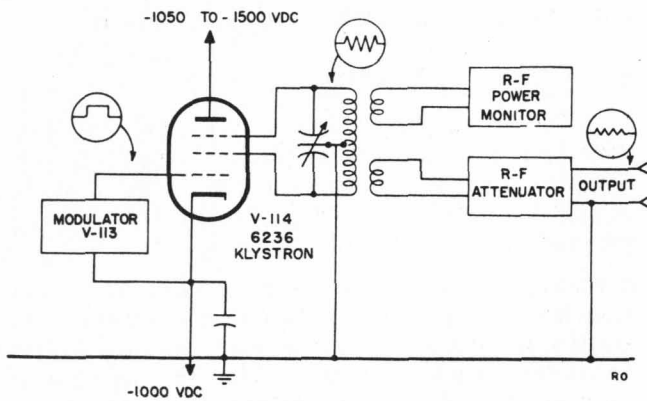 -1050 TO -1500 VDC
R-F
POWER
MONITOR
R-F
ATTENUATOR
OUTPUT
MODULATOR
V-113
V-114
6236
KLYSTRON
-1000 VDC
RO